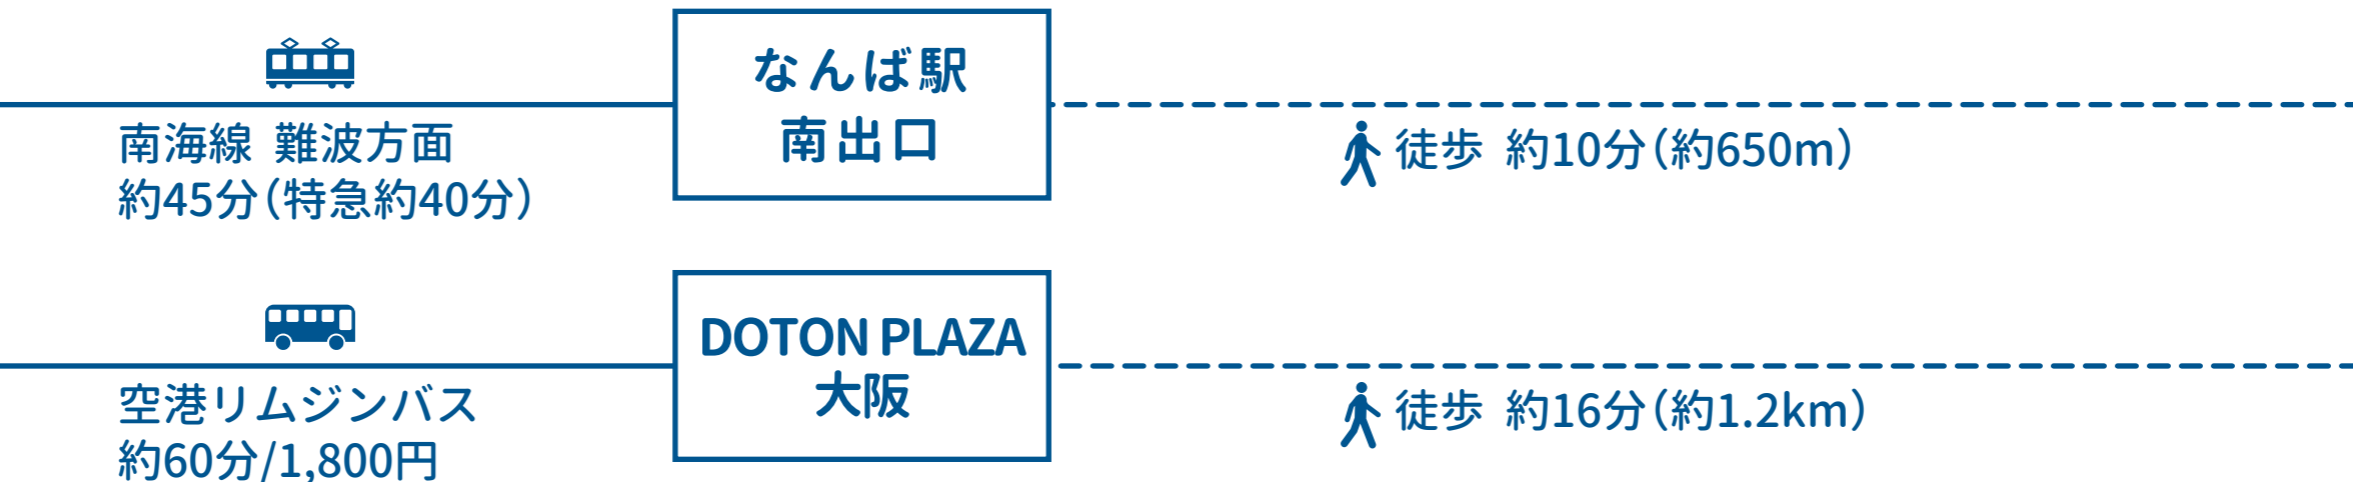 南海線 難波方面
約45分(特急約40分)
なんば駅
南出口
徒歩 約10分(約650m)
空港リムジンバス
約60分/1,800円
DOTON PLAZA
大阪
徒歩 約16分(約1.2km)